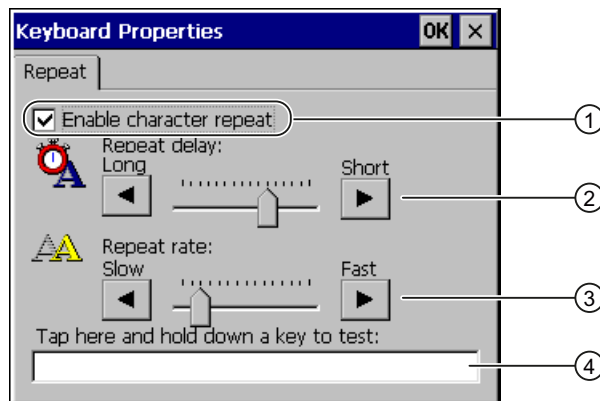 Keyboard Properties OK ×
Repeat
Enable character repeat 1
Repeat delay:
Long Short
2
Repeat rate:
Slow Fast
3
Tap here and hold down a key to test:
4